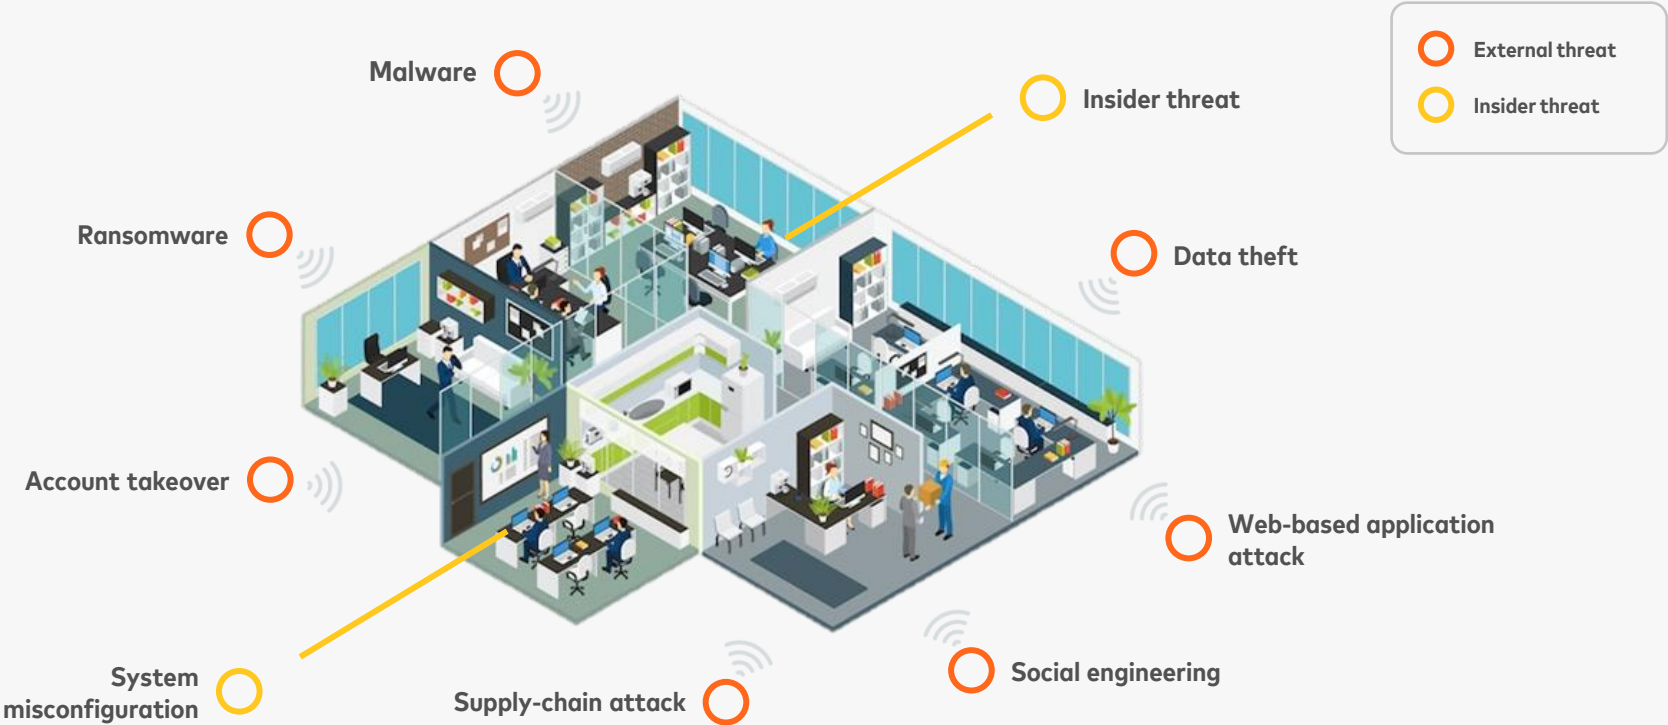 Malware
Insider threat
External threat
Insider threat
Ransomware
Data theft
Account takeover
Web-based application
attack
System
misconfiguration
Supply-chain attack
Social engineering